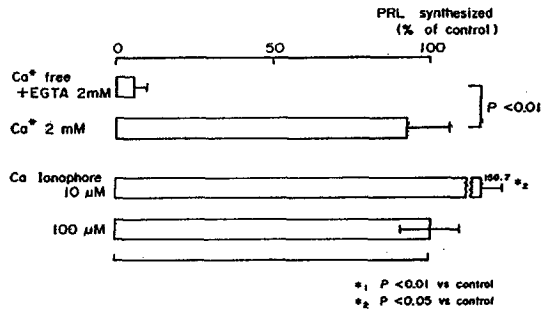 PRL synthesized
(% of control)
0 50 100
Ca* free
+EGTA 2mM
P <0.01
Ca* 2 mM
Ca Ionophore
10 μM
150.7 *₂
100 μM
*₁ P <0.01 vs control
*₂ P <0.05 vs control